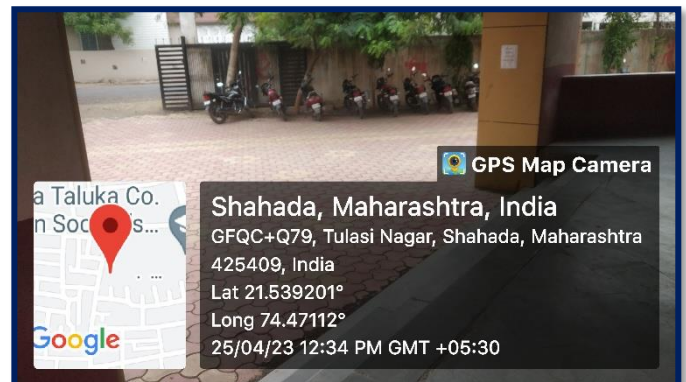 GPS Map Camera
a Taluka Co.
n Soc
s...
Google
Shahada, Maharashtra, India
GFQC+Q79, Tulasi Nagar, Shahada, Maharashtra
425409, India
Lat 21.539201°
Long 74.47112°
25/04/23 12:34 PM GMT +05:30